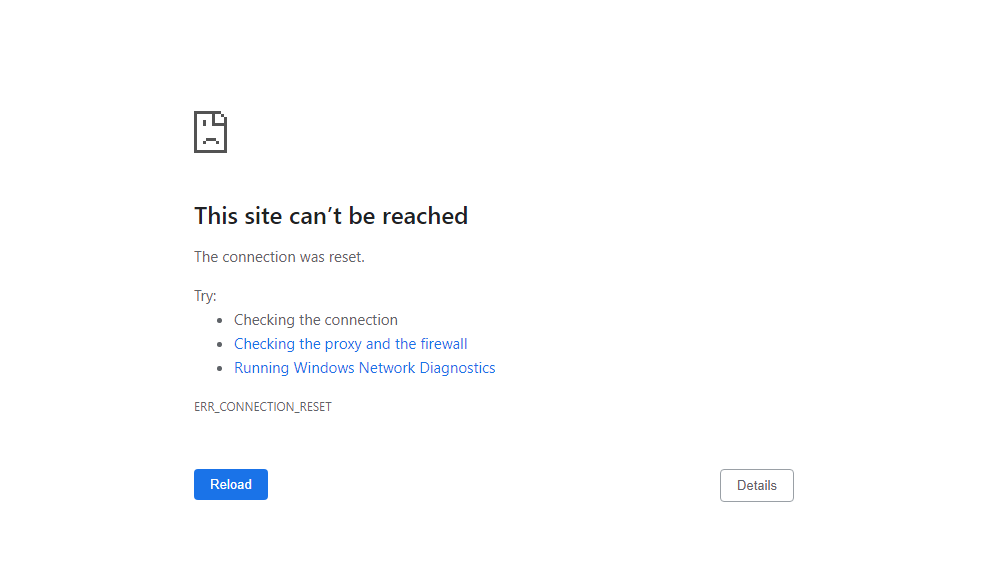 This site can’t be reached
The connection was reset.
Try:
• Checking the connection
• Checking the proxy and the firewall
• Running Windows Network Diagnostics
ERR_CONNECTION_RESET
Reload
Details